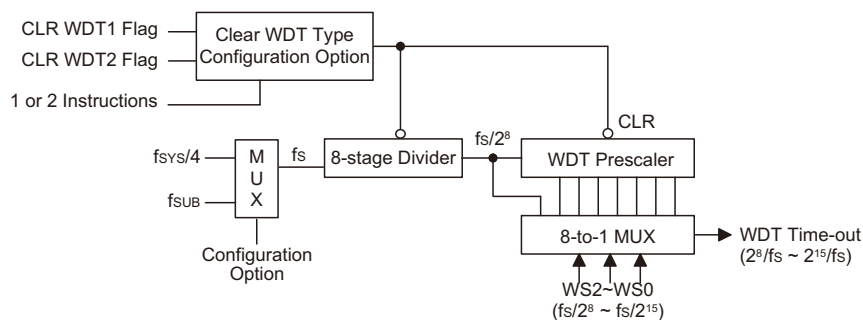 CLR WDT1 Flag
CLR WDT2 Flag
1 or 2 Instructions
Clear WDT Type
Configuration Option
CLR
fSYS/4
fSUB
M
U
X
fS
8-stage Divider
fS/2⁸
WDT Prescaler
Configuration
Option
8-to-1 MUX
WDT Time-out
(2⁸/fS ~ 2¹⁵/fS)
WS2~WS0
(fS/2⁸ ~ fS/2¹⁵)